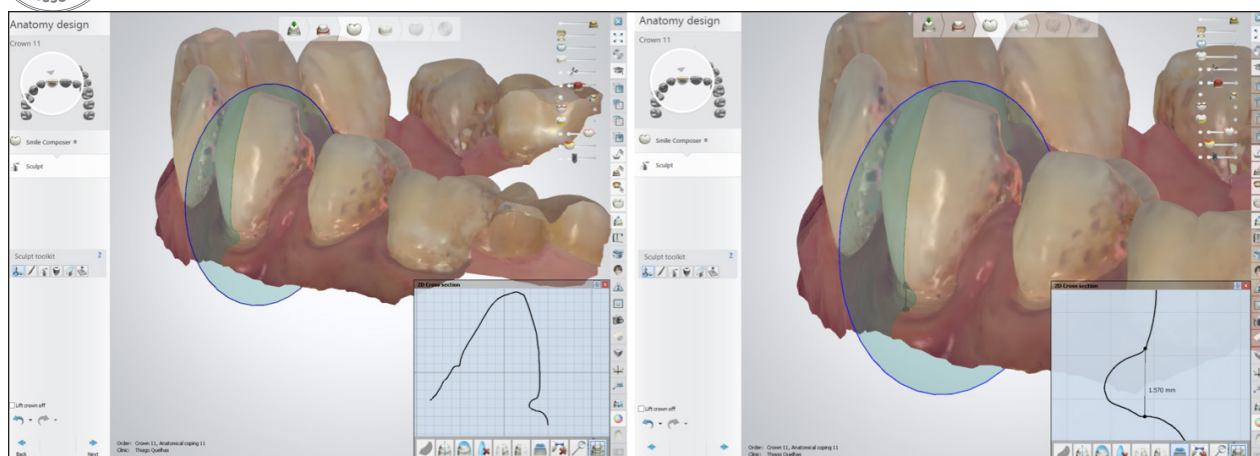 Anatomy design
Crown 11
Smile Composer
Sculpt
Sculpt toolkit 2
Lift crown off
Back Next
Order: Crown 11, Anatomical coping 11
Clinic: Thiago Quelhas
2D Cross section
Anatomy design
Crown 11
Smile Composer
Sculpt
Sculpt toolkit 2
Lift crown off
Order: Crown 11, Anatomical coping 11
Clinic: Thiago Quelhas
2D Cross section
1.570 mm